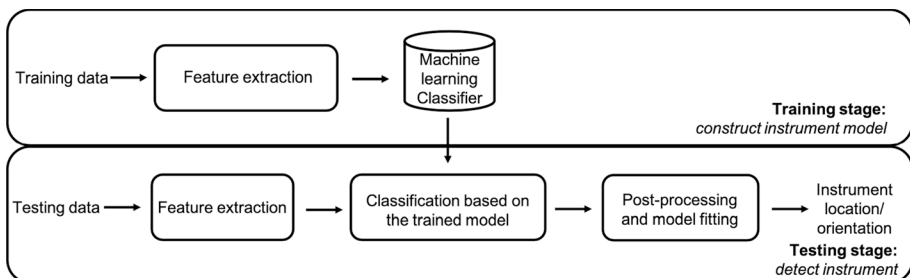 Training data
Feature extraction
Machine
learning
Classifier
Training stage:
construct instrument model
Testing data
Feature extraction
Classification based on
the trained model
Post-processing
and model fitting
Instrument
location/
orientation
Testing stage:
detect instrument